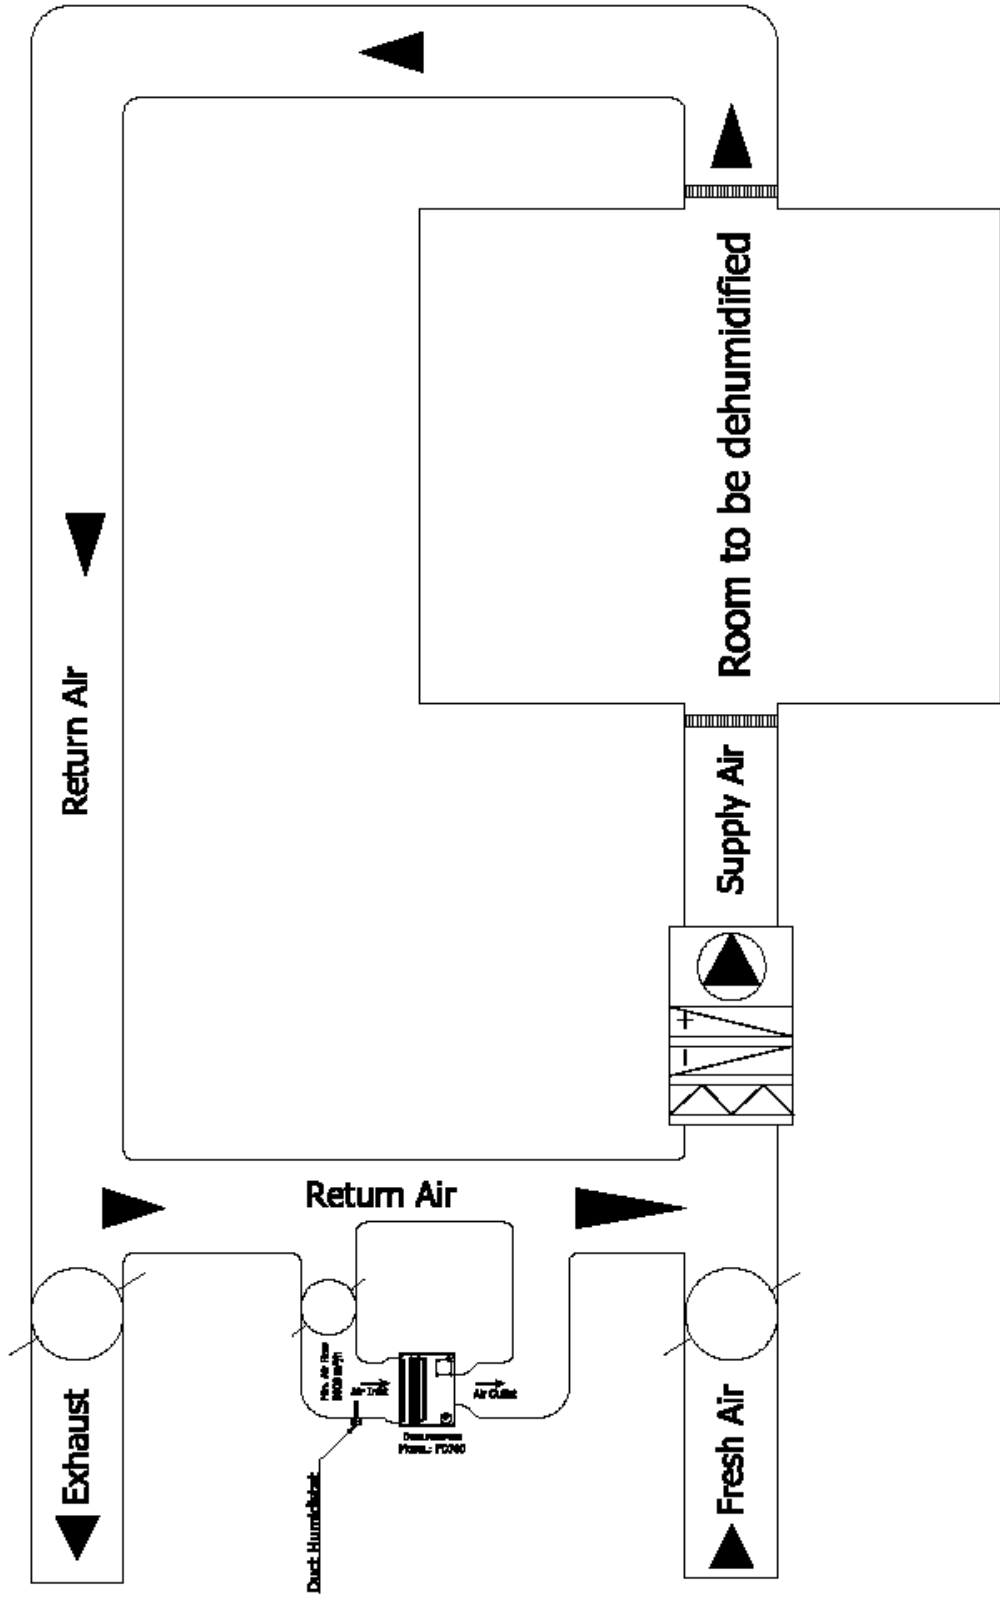 Room to be dehumidified
Return Air
Supply Air
Return Air
Air Inlet
Air Outlet
Exhaust
Fresh Air
Duct Humidistat